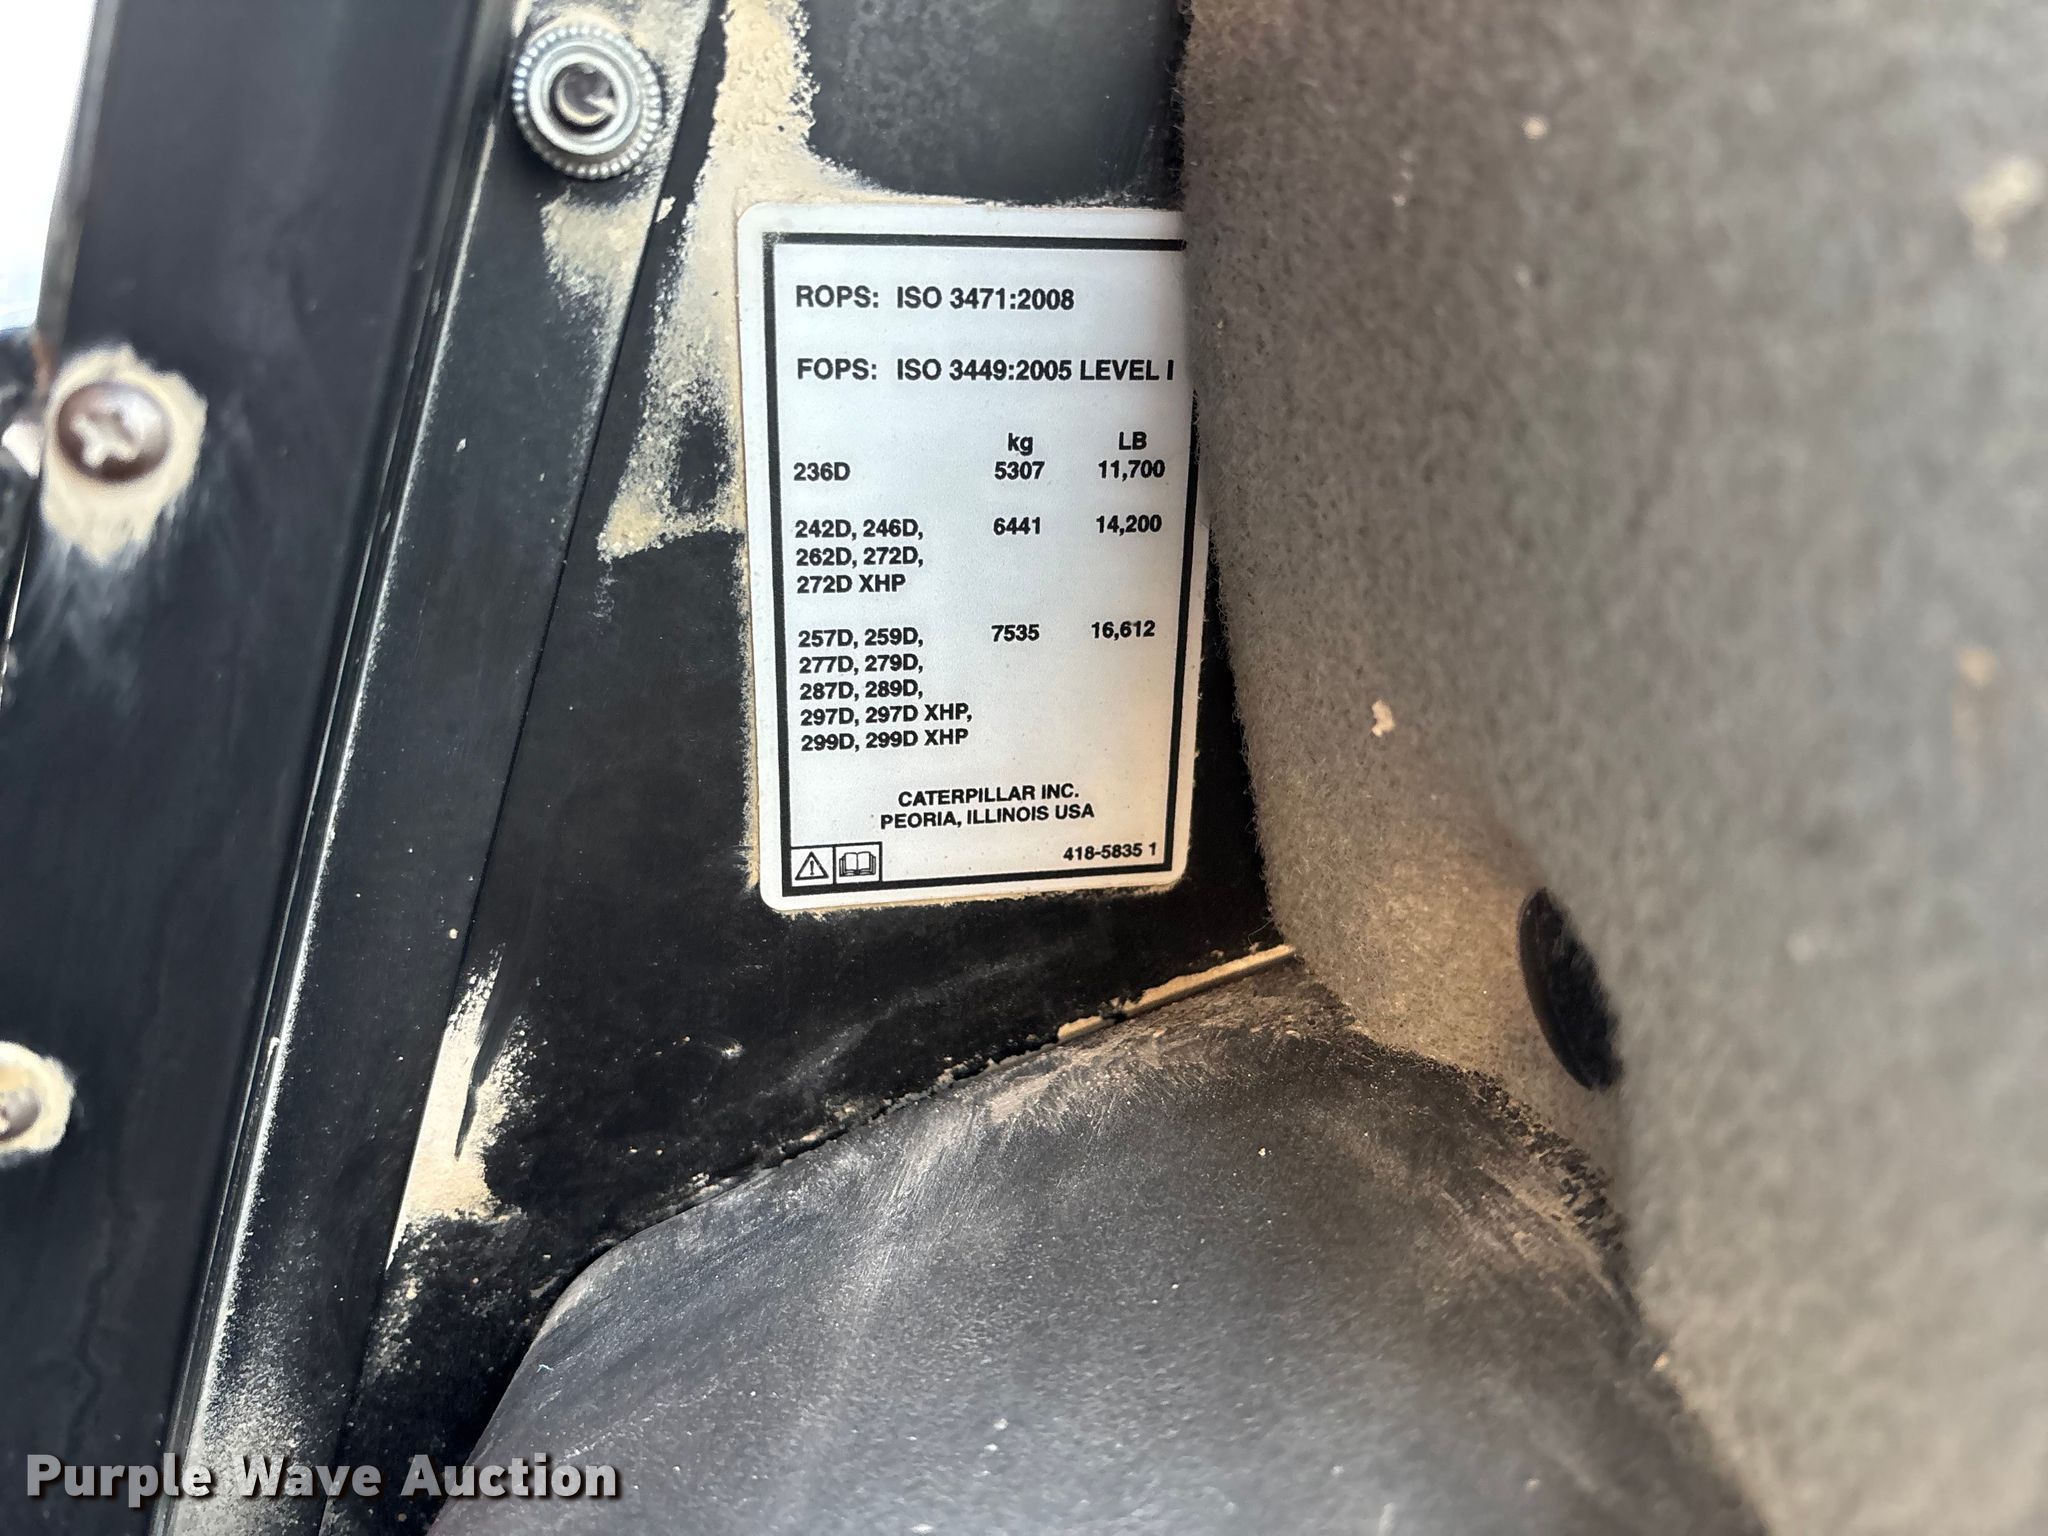 ROPS: ISO 3471:2008
FOPS: ISO 3449:2005 LEVEL I
kg LB
236D 5307 11,700
242D, 246D, 6441 14,200
262D, 272D,
272D XHP
257D, 259D, 7535 16,612
277D, 279D,
287D, 289D,
297D, 297D XHP,
299D, 299D XHP
CATERPILLAR INC.
PEORIA, ILLINOIS USA
418-5835 1
Purple Wave Auction